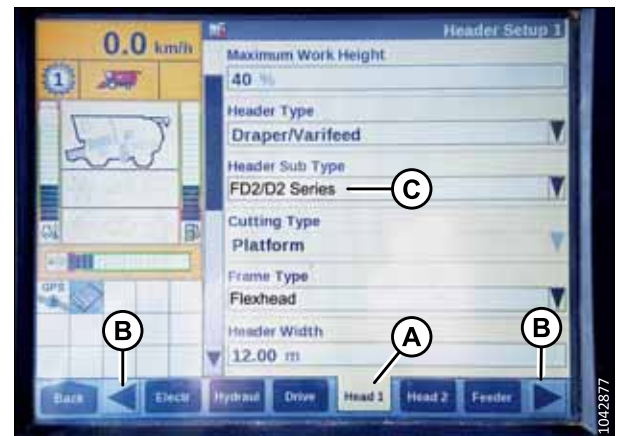 0.0 km/h
Header Setup 1
Maximum Work Height
40 %
1
Header Type
Draper/Varifeed
Header Sub Type
FD2/D2 Series
C
Cutting Type
Platform
Frame Type
GPS
Flexhead
B
A
B
Header Width
12.00 m
Back
Electr
Hydraul
Drive
Head 1
Head 2
Feeder
1042877